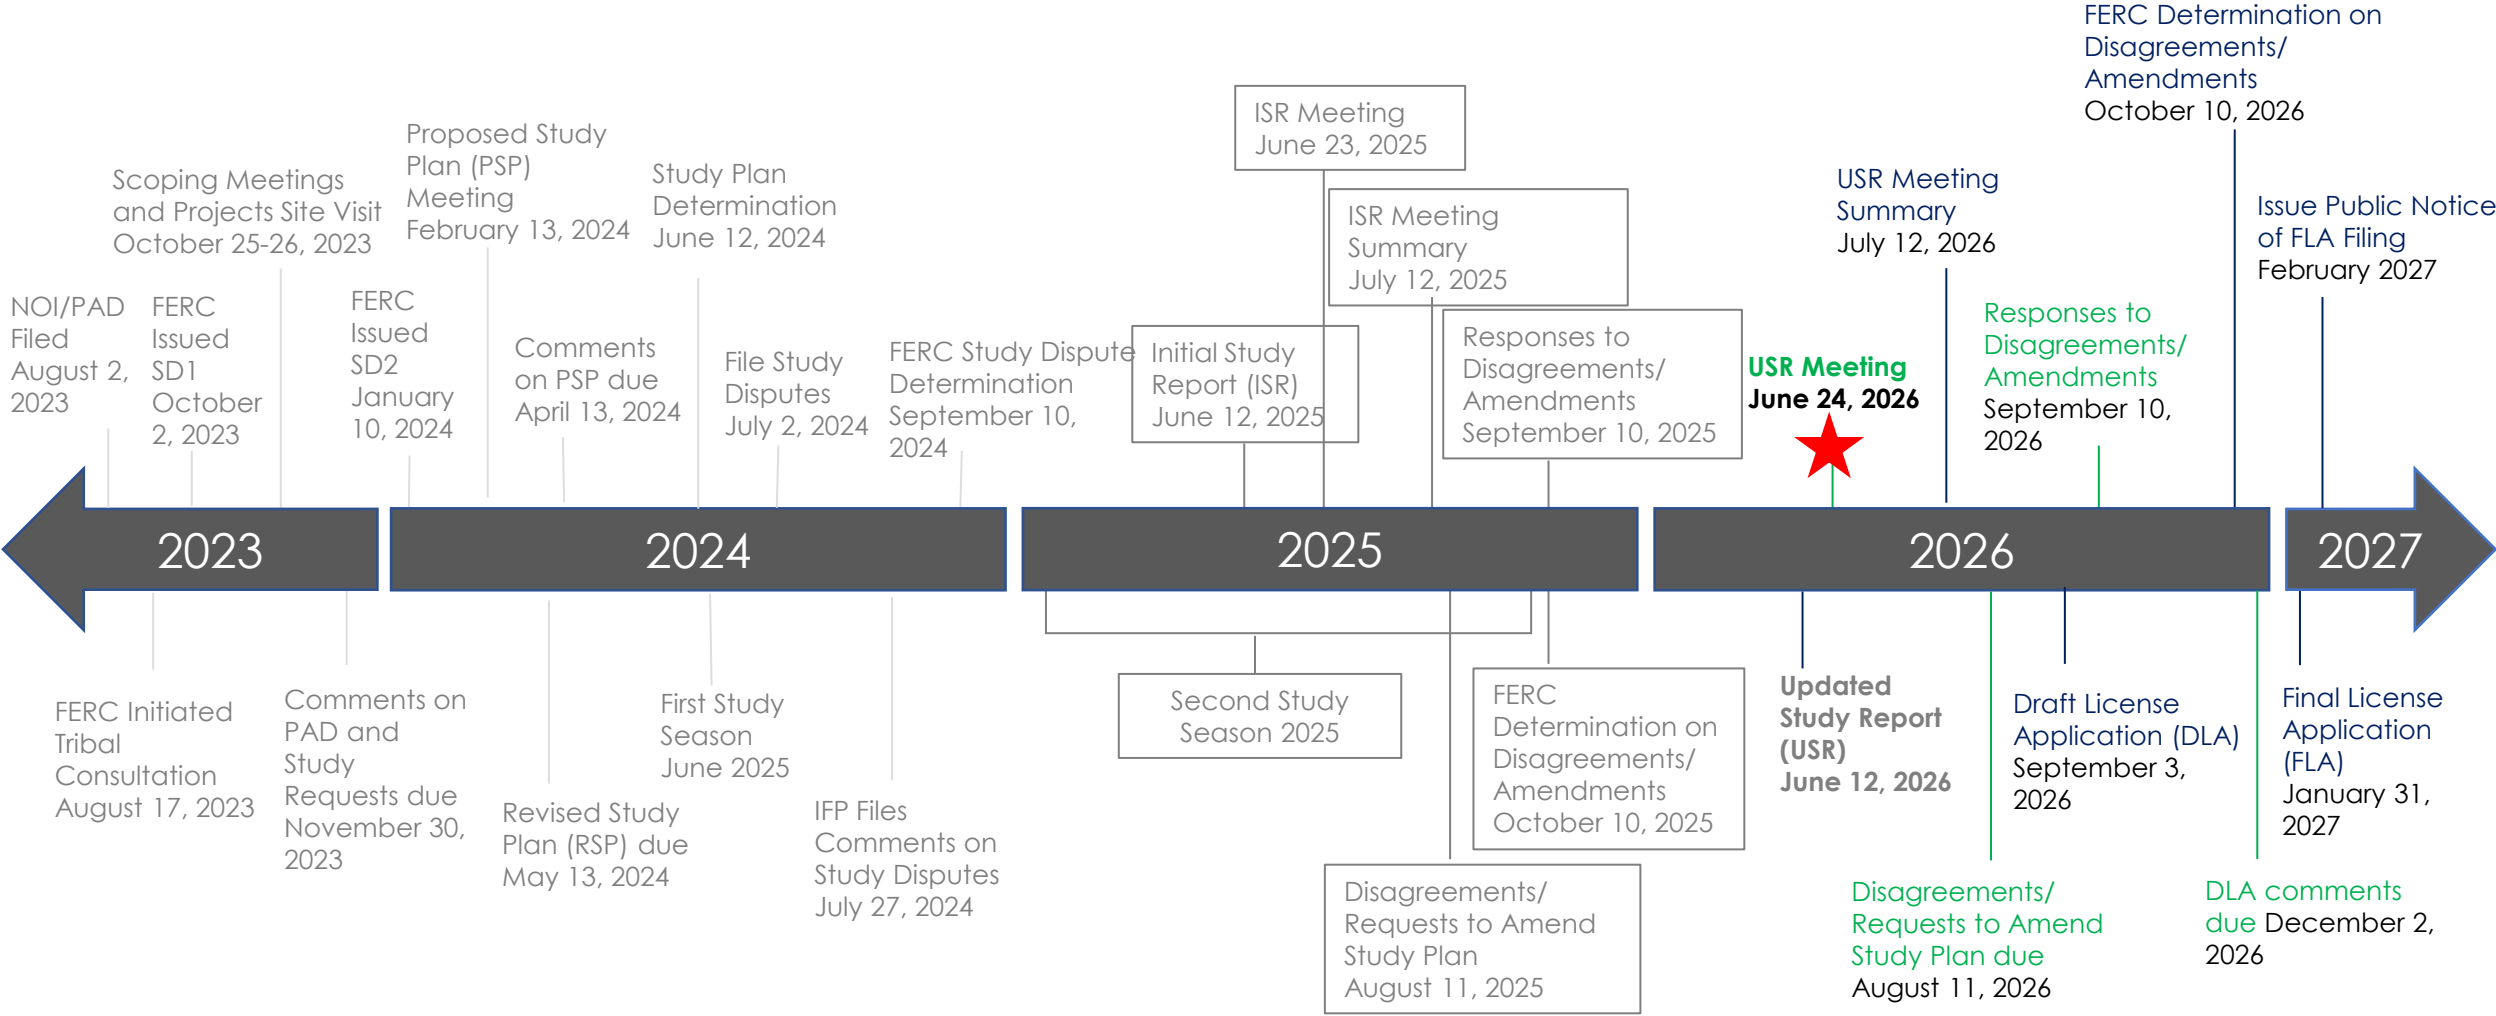 NOI/PAD
Filed
August 2,
2023
FERC
Issued
SD1
October
2, 2023
Scoping Meetings
and Projects Site Visit
October 25-26, 2023
FERC
Issued
SD2
January
10, 2024
Proposed Study
Plan (PSP)
Meeting
February 13, 2024
Comments
on PSP due
April 13, 2024
Study Plan
Determination
June 12, 2024
File Study
Disputes
July 2, 2024
FERC Study Dispute
Determination
September 10,
2024
Initial Study
Report (ISR)
June 12, 2025
ISR Meeting
June 23, 2025
ISR Meeting
Summary
July 12, 2025
Responses to
Disagreements/
Amendments
September 10, 2025
USR Meeting
June 24, 2026
USR Meeting
Summary
July 12, 2026
Responses to
Disagreements/
Amendments
September 10,
2026
FERC Determination on
Disagreements/
Amendments
October 10, 2026
Issue Public Notice
of FLA Filing
February 2027
2023
2024
2025
2026
2027
FERC Initiated
Tribal
Consultation
August 17, 2023
Comments on
PAD and
Study
Requests due
November 30,
2023
Revised Study
Plan (RSP) due
May 13, 2024
First Study
Season
June 2025
IFP Files
Comments on
Study Disputes
July 27, 2024
Second Study
Season 2025
Disagreements/
Requests to Amend
Study Plan
August 11, 2025
FERC
Determination on
Disagreements/
Amendments
October 10, 2025
Updated
Study Report
(USR)
June 12, 2026
Disagreements/
Requests to Amend
Study Plan due
August 11, 2026
Draft License
Application (DLA)
September 3,
2026
DLA comments
due December 2,
2026
Final License
Application
(FLA)
January 31,
2027